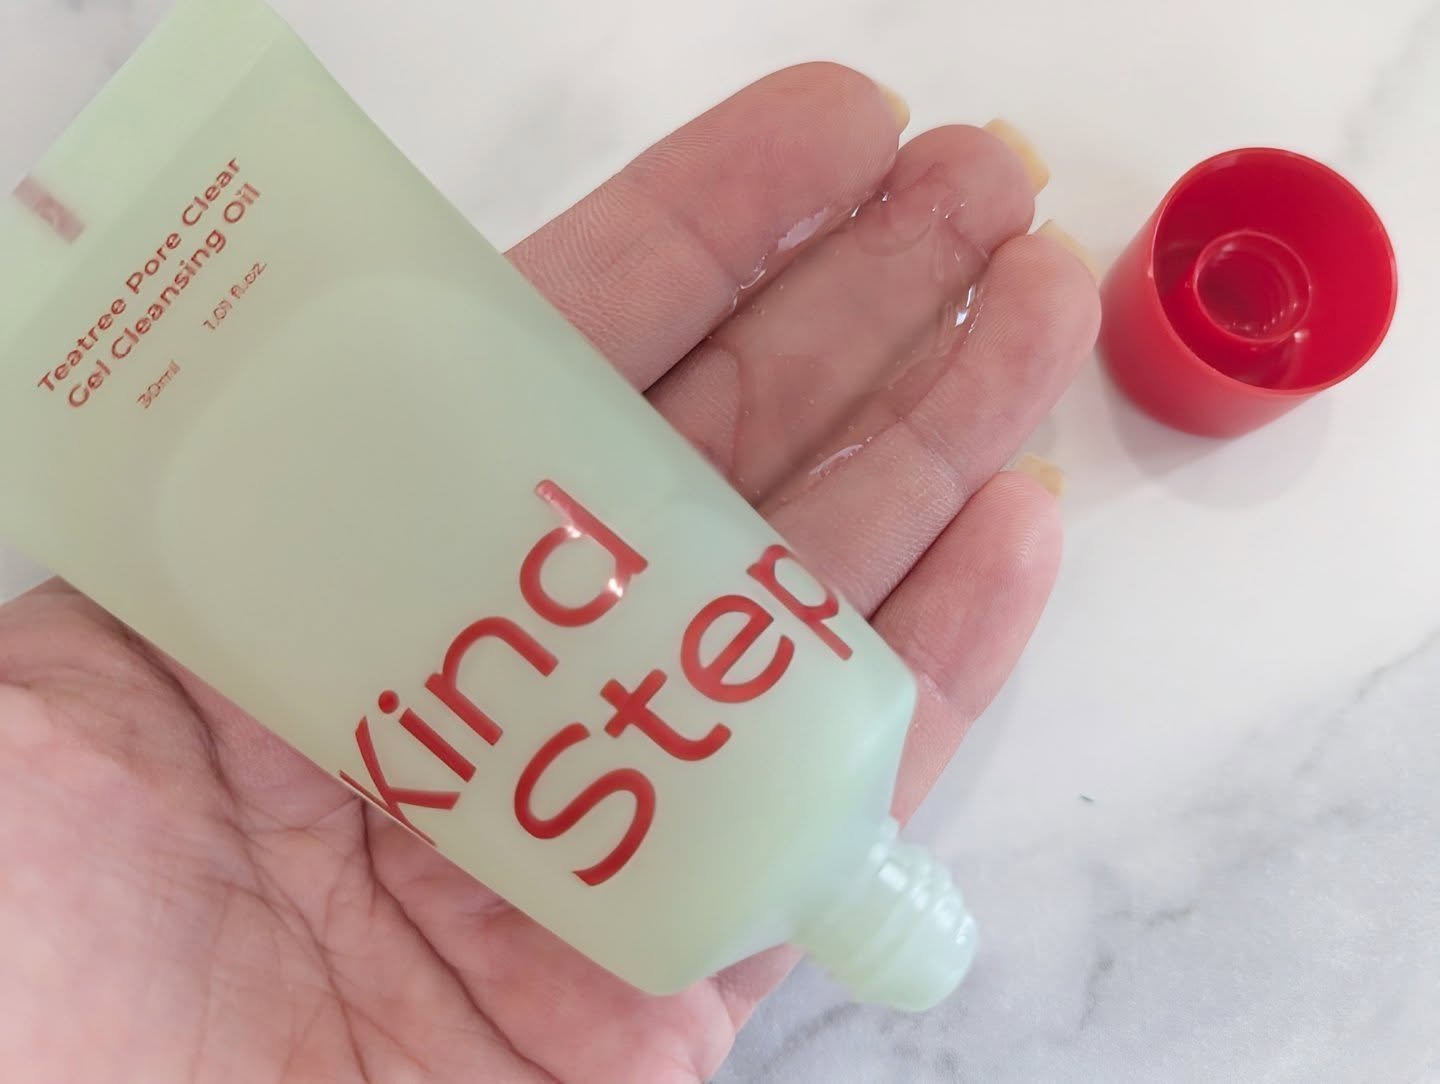 Teatree Pore Clear
Gel Cleansing Oil
30ml 1.01 fl.oz.
Kind
Step